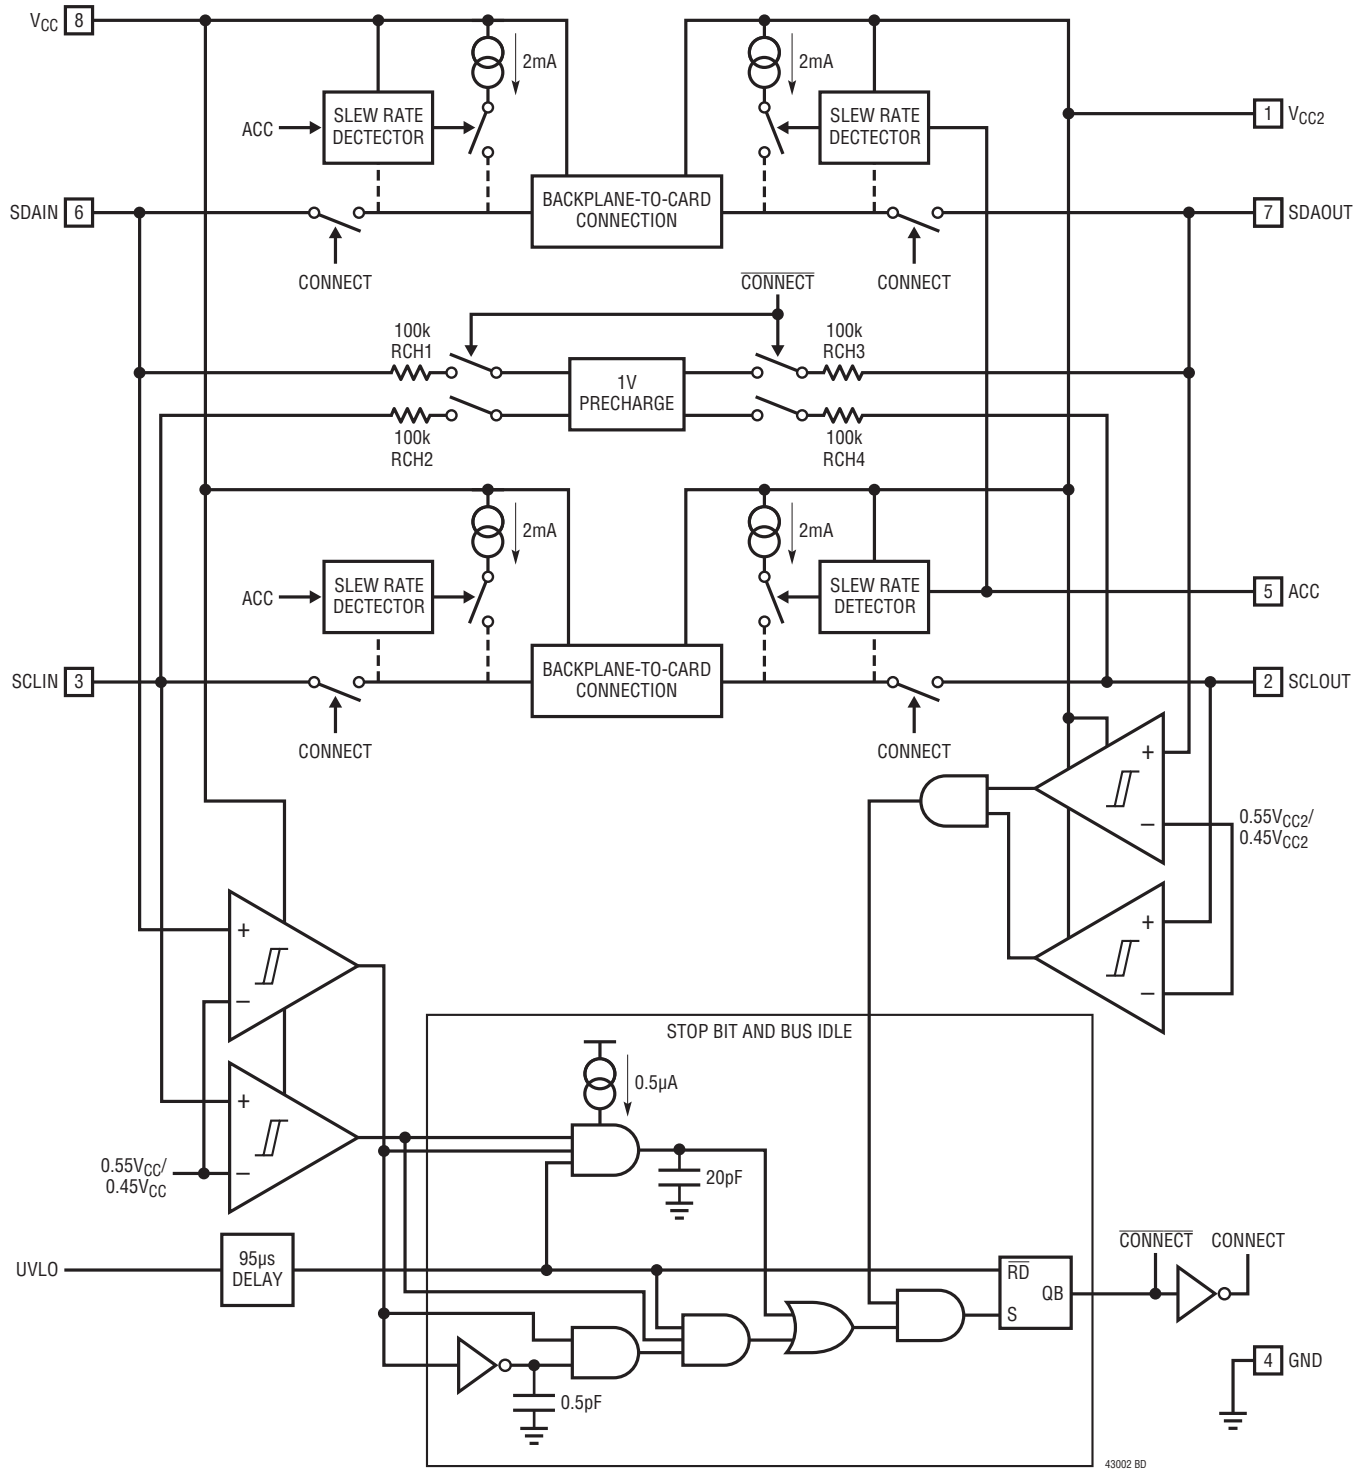 VCC 8
2mA
2mA
SLEW RATE
DECTECTOR
ACC
SLEW RATE
DECTECTOR
1 VCC2
SDAIN 6
BACKPLANE-TO-CARD
CONNECTION
7 SDAOUT
CONNECT
CONNECT
CONNECT
100k
RCH1
100k
RCH3
1V
PRECHARGE
100k
RCH2
100k
RCH4
2mA
2mA
SLEW RATE
DECTECTOR
ACC
SLEW RATE
DETECTOR
5 ACC
SCLIN 3
BACKPLANE-TO-CARD
CONNECTION
2 SCLOUT
CONNECT
CONNECT
+
−
0.55VCC2/
0.45VCC2
+
−
+
−
STOP BIT AND BUS IDLE
0.5µA
+
−
0.55VCC/
0.45VCC
20pF
UVLO
95µs
DELAY
RD
QB
S
CONNECT
CONNECT
0.5pF
4 GND
43002 BD